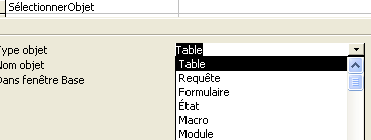 SélectionnerObjet
Type objet Table
Nom objet Table
Dans fenêtre Base Requête
Formulaire
État
Macro
Module